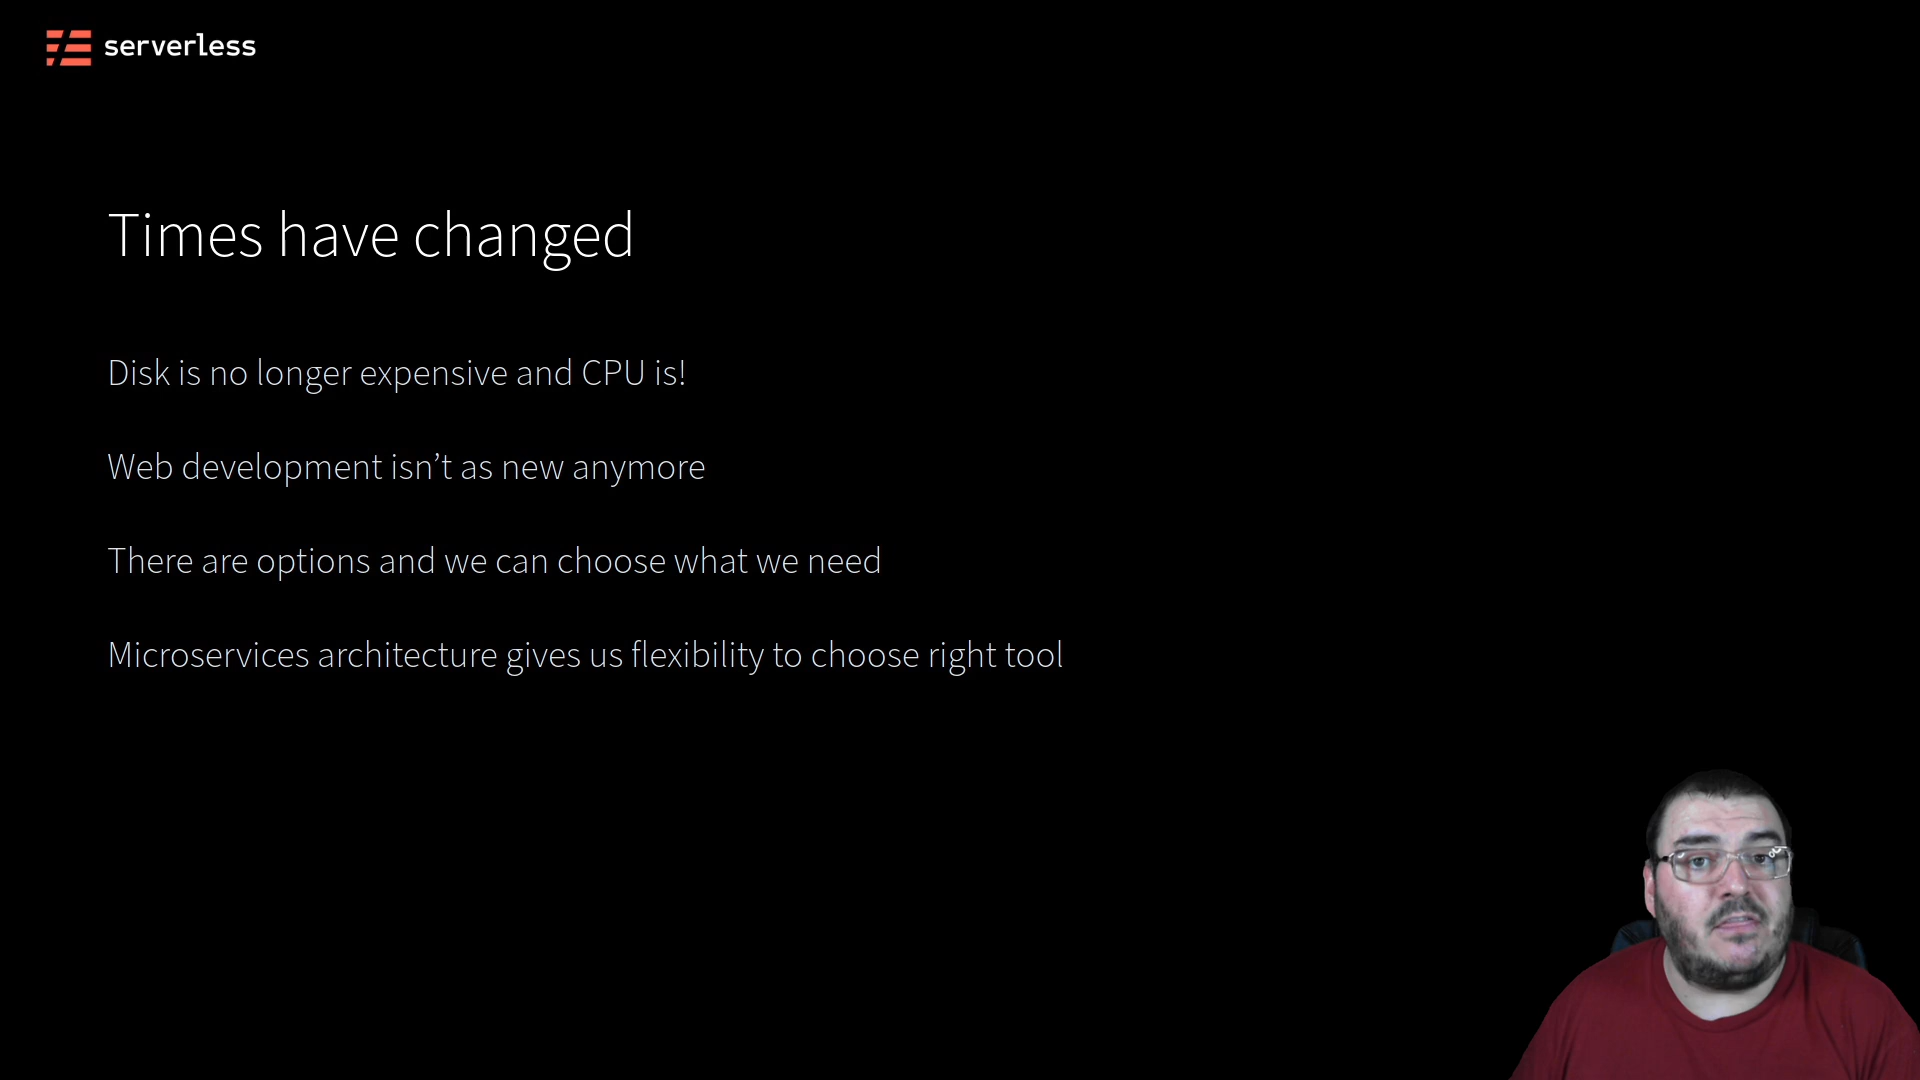 serverless
Times have changed
Disk is no longer expensive and CPU is!
Web development isn’t as new anymore
There are options and we can choose what we need
Microservices architecture gives us flexibility to choose right tool